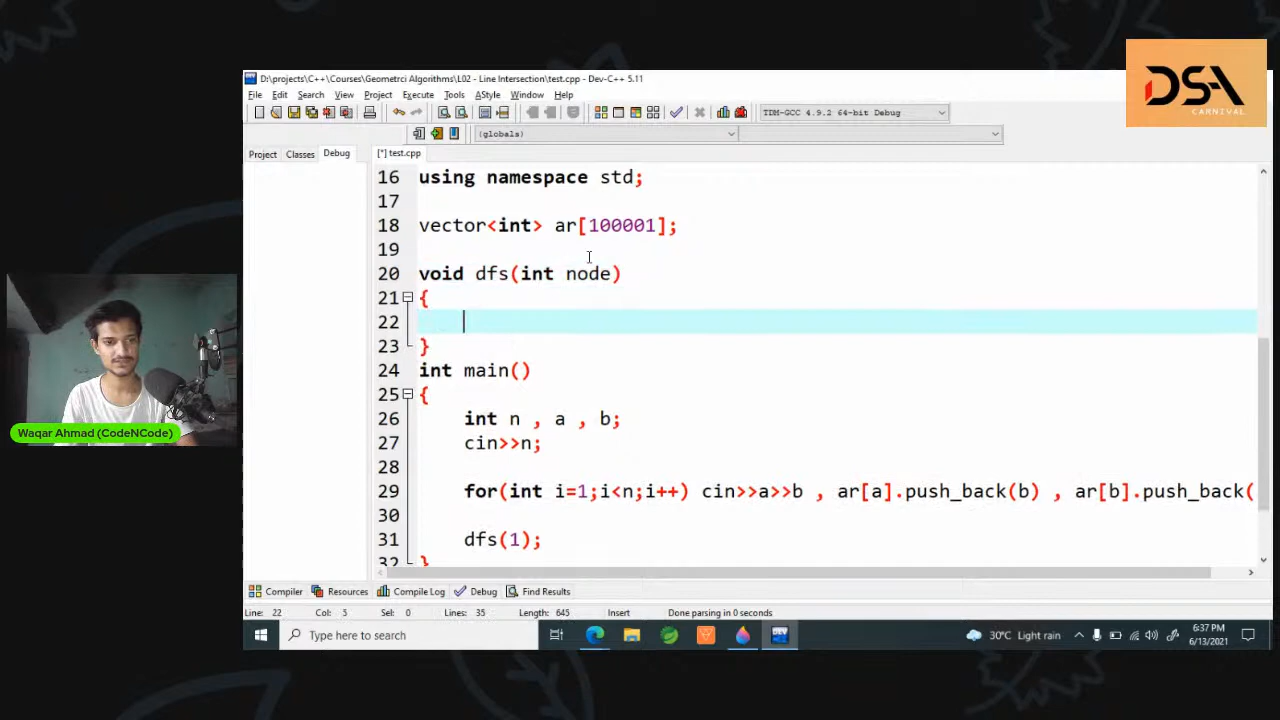 D:\projects\C++\Courses\Geometrci Algorithms\L02 - Line Intersection\test.cpp - Dev-C++ 5.11
DSA
CARNIVAL
File Edit Search View Project Execute Tools AStyle Window Help
TDM-GCC 4.9.2 64-bit Debug
(globals)
Project Classes Debug [*] test.cpp
16 using namespace std;
17
18 vector<int> ar[100001];
19
20 void dfs(int node)
21 {
22
23 }
24 int main()
25 {
26 int n , a , b;
27 cin>>n;
28
29 for(int i=1;i<n;i++) cin>>a>>b , ar[a].push_back(b) , ar[b].push_back(
30
31 dfs(1);
32 }
Waqar Ahmad (CodeNCode)
Compiler Resources Compile Log Debug Find Results
Line: 22 Col: 5 Sel: 0 Lines: 35 Length: 645 Insert Done parsing in 0 seconds
Type here to search
DEV
30°C Light rain
6:37 PM
6/13/2021